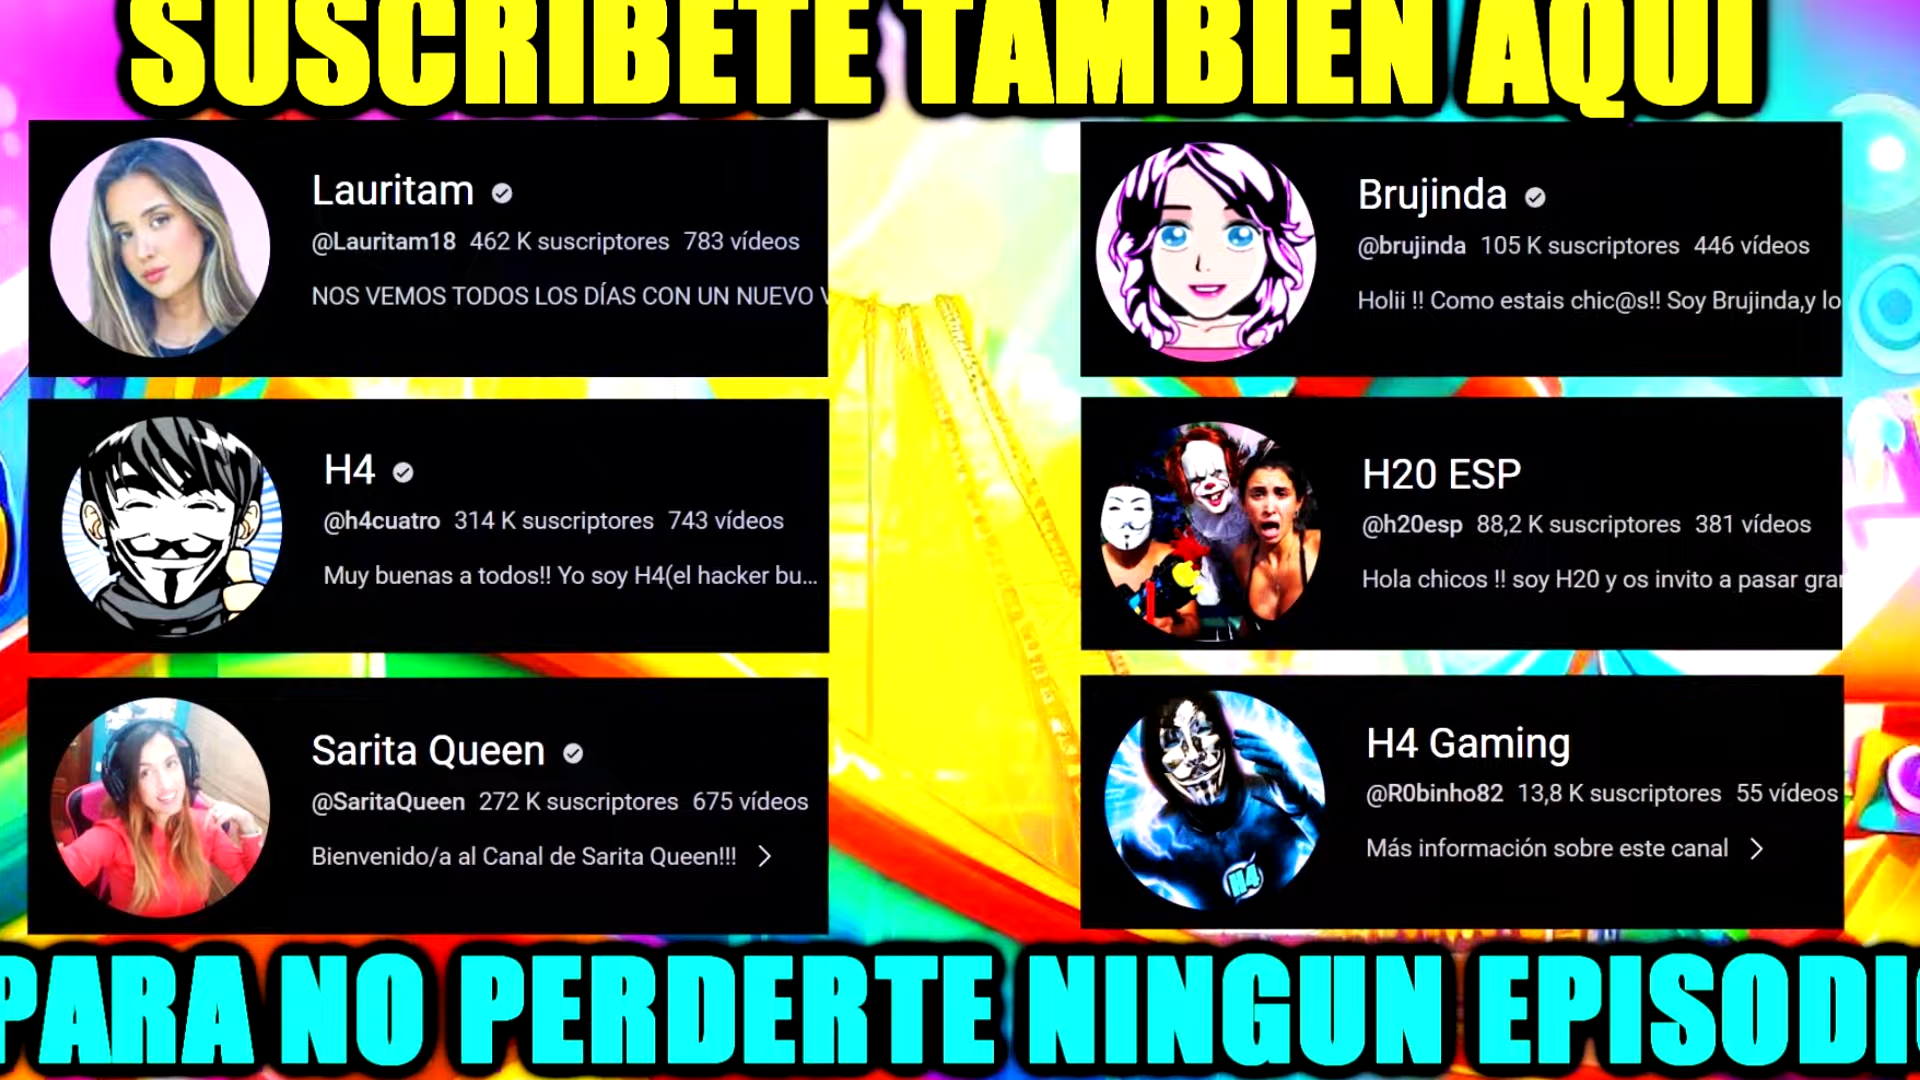 SUSCRIBETE TAMBIEN AQUI
Lauritam
@Lauritam18 462 K suscriptores 783 vídeos
NOS VEMOS TODOS LOS DÍAS CON UN NUEVO V
Brujinda
@brujinda 105 K suscriptores 446 vídeos
Holii !! Como estais chic@s!! Soy Brujinda,y lo
H4
@h4cuatro 314 K suscriptores 743 vídeos
Muy buenas a todos!! Yo soy H4(el hacker bu...
H20 ESP
@h20esp 88,2 K suscriptores 381 vídeos
Hola chicos !! soy H20 y os invito a pasar gran
Sarita Queen
@SaritaQueen 272 K suscriptores 675 vídeos
Bienvenido/a al Canal de Sarita Queen!!!
H4 Gaming
@R0binho82 13,8 K suscriptores 55 vídeos
Más información sobre este canal
H4
PARA NO PERDERTE NINGUN EPISODIO